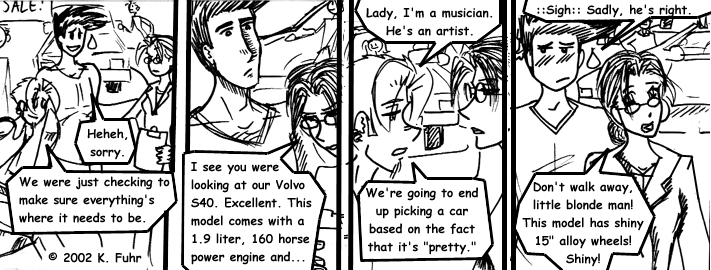 SALE!
Heheh,
sorry.
We were just checking to
make sure everything's
where it needs to be.
© 2002 K. Fuhr
I see you were
looking at our Volvo
S40. Excellent. This
model comes with a
1.9 liter, 160 horse
power engine and...
Lady, I'm a musician.
He's an artist.
We're going to end
up picking a car
based on the fact
that it's "pretty."
::Sigh:: Sadly, he's right.
Don't walk away,
little blonde man!
This model has shiny
15" alloy wheels!
Shiny!